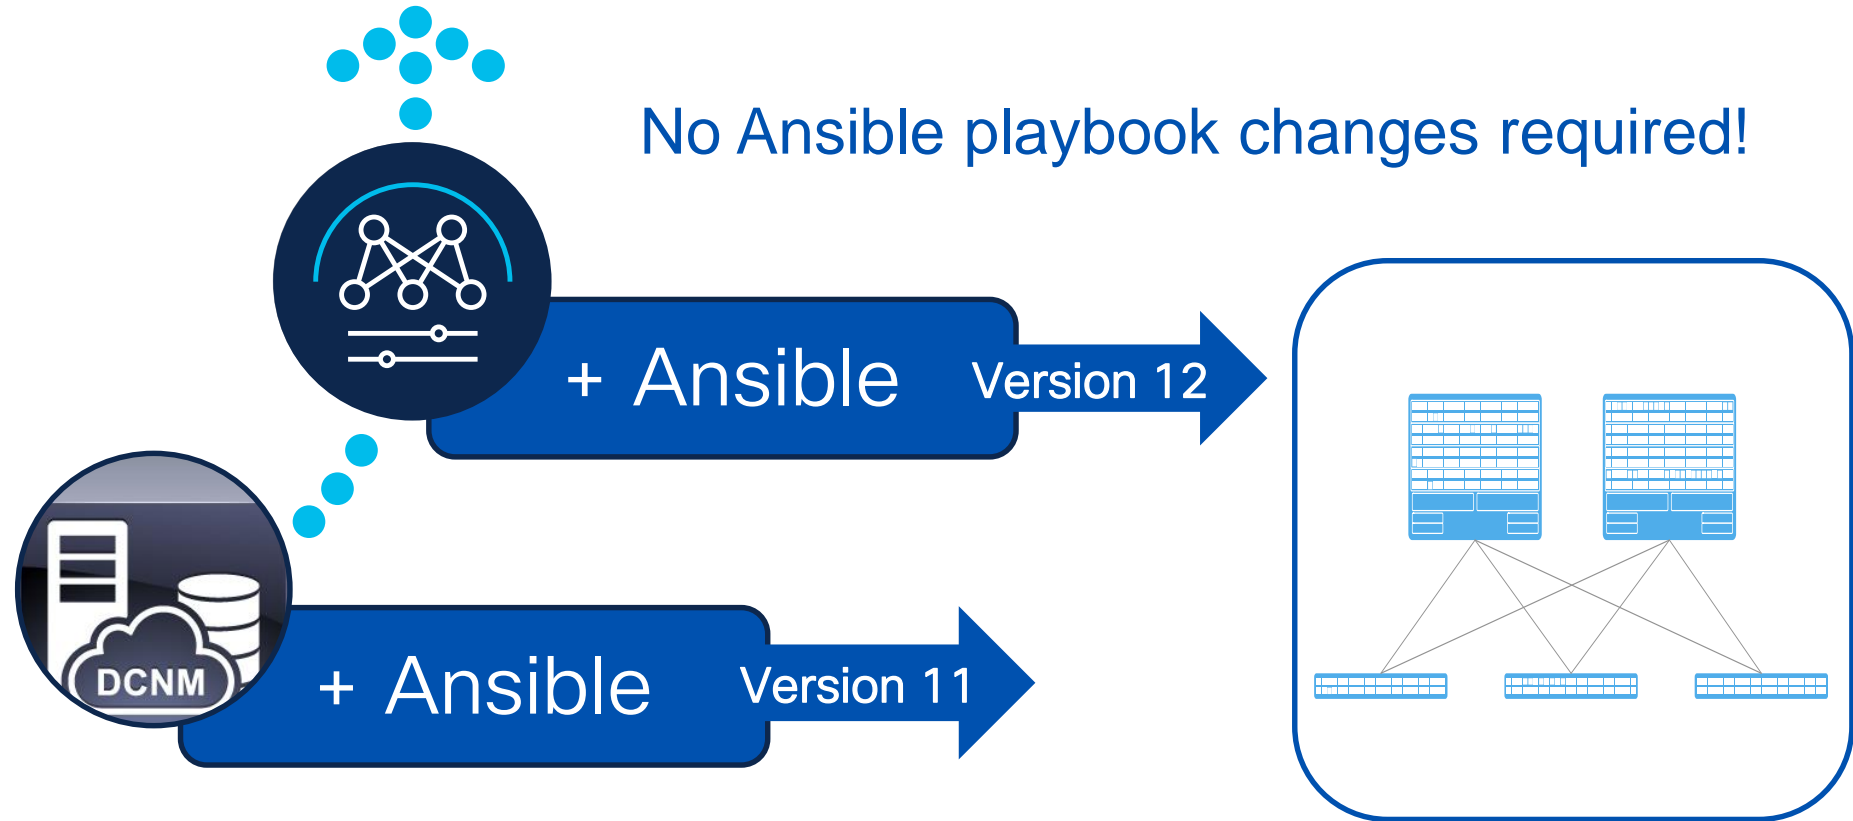 No Ansible playbook changes required!
+ Ansible
Version 12
DCNM
+ Ansible
Version 11